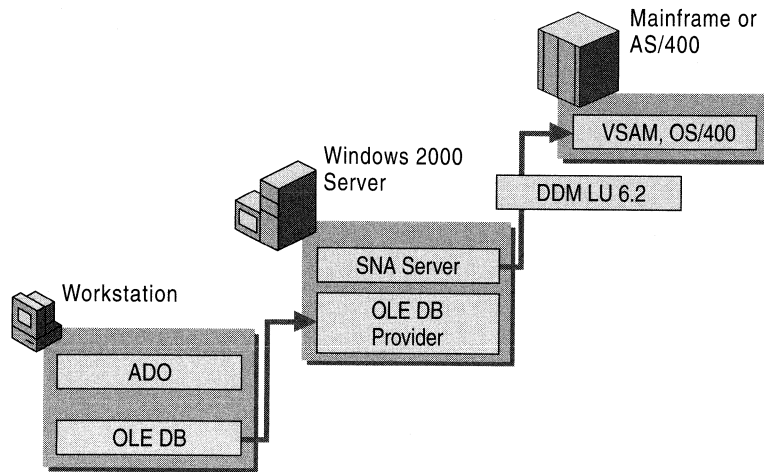 Mainframe or
AS/400
VSAM, OS/400
Windows 2000
Server
DDM LU 6.2
SNA Server
Workstation
OLE DB
Provider
ADO
OLE DB